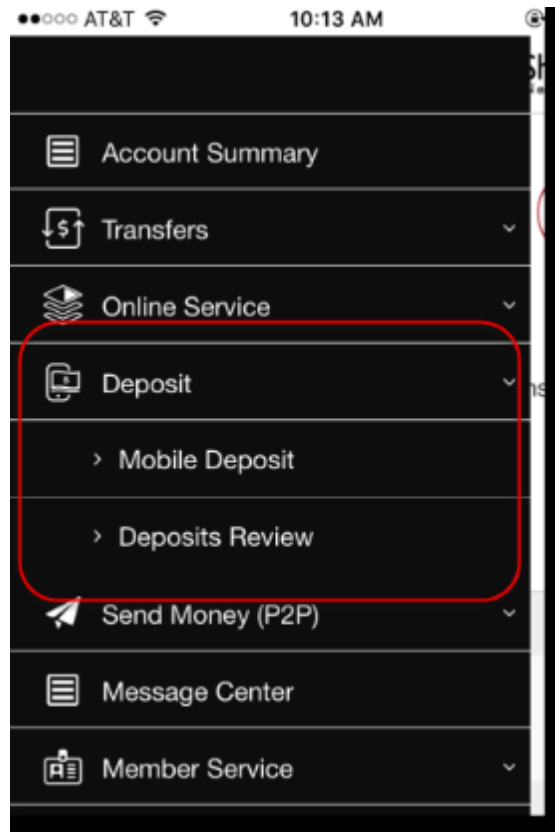 AT&T 10:13 AM
Account Summary
Transfers
Online Service
Deposit
Mobile Deposit
Deposits Review
Send Money (P2P)
Message Center
Member Service